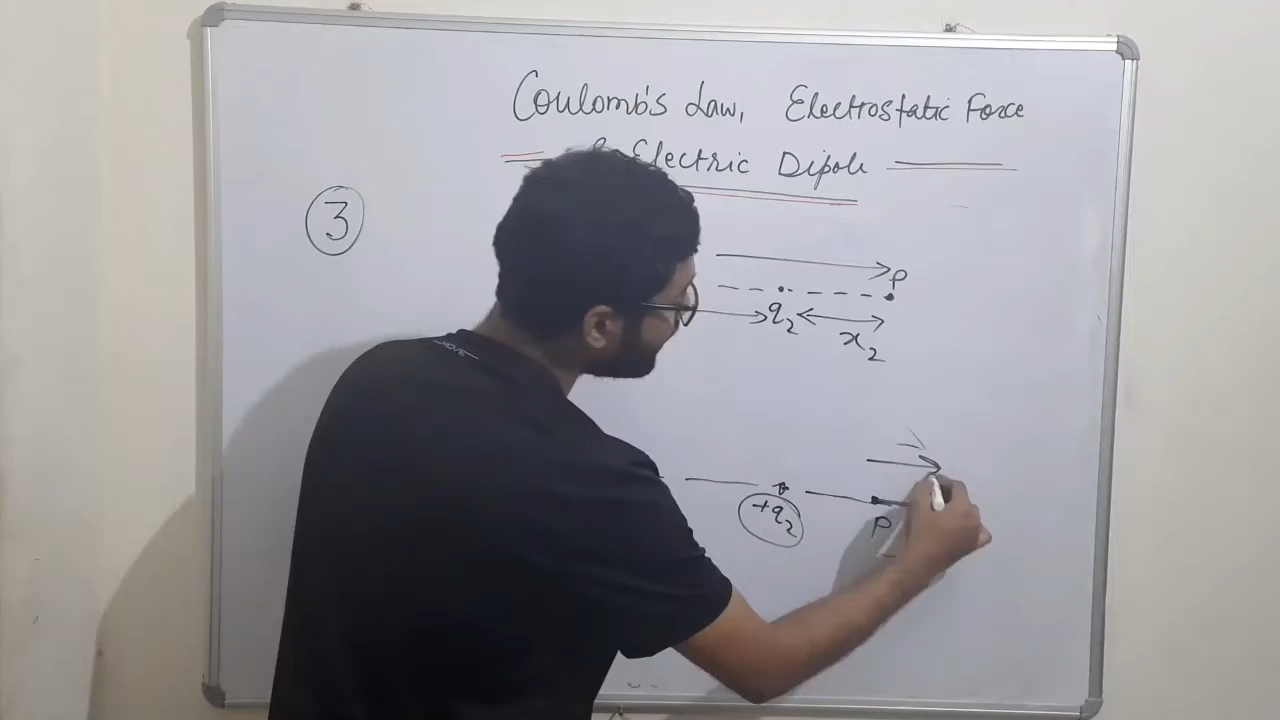 Coulomb's Law, Electrostatic Force
& Electric Dipole
3
P
q2
x2
+q2
P